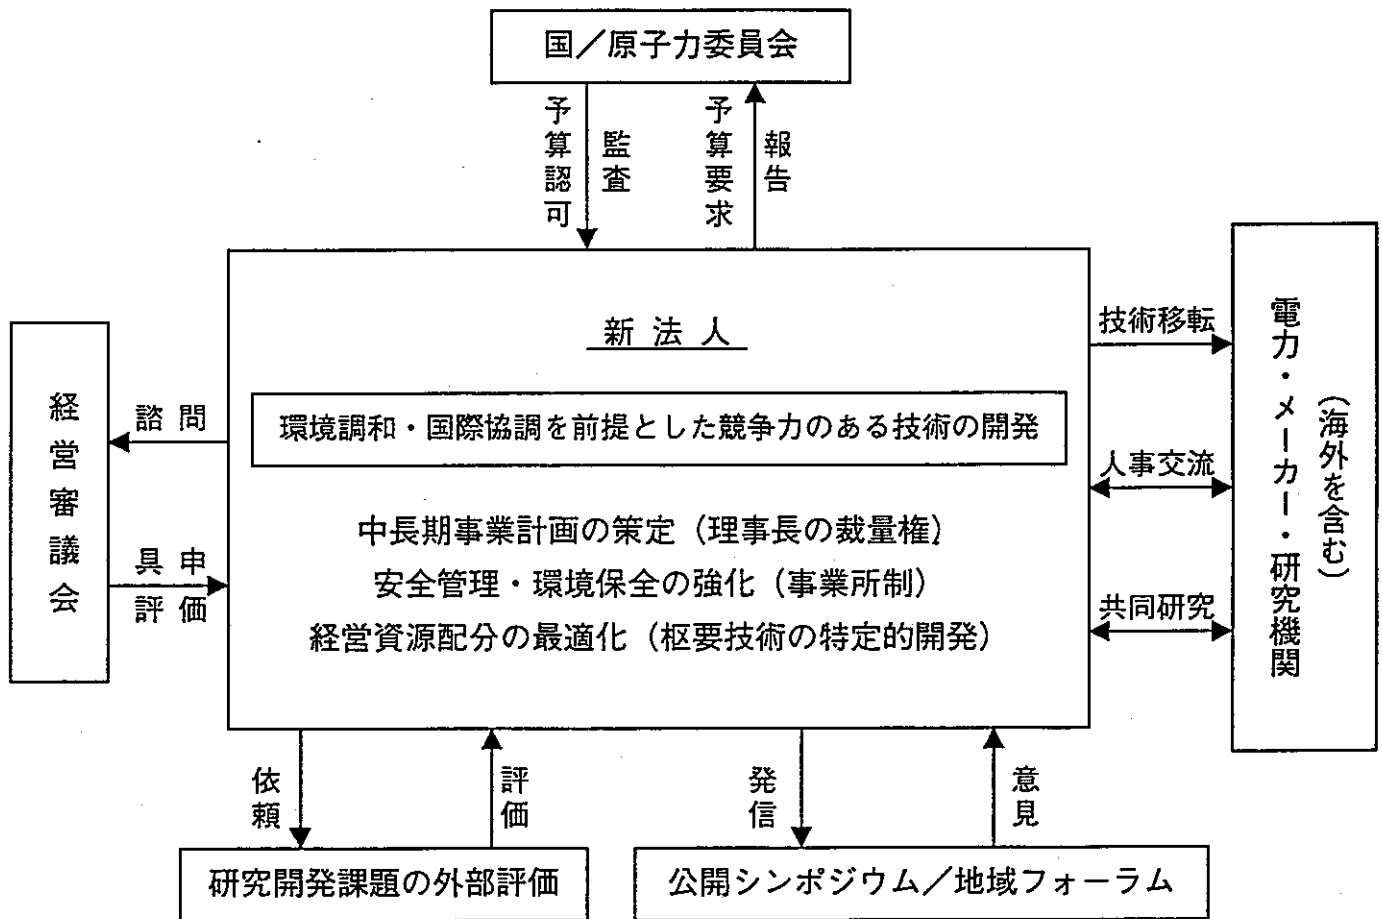 国／原子力委員会
予算認可
監査
予算要求
報告
新法人
環境調和・国際協調を前提とした競争力のある技術の開発
中長期事業計画の策定（理事長の裁量権）
安全管理・環境保全の強化（事業所制）
経営資源配分の最適化（枢要技術の特定的開発）
経営審議会
諮問
具申
評価
技術移転
人事交流
共同研究
電力・メーカー・研究機関
（海外を含む）
依頼
評価
発信
意見
研究開発課題の外部評価
公開シンポジウム／地域フォーラム